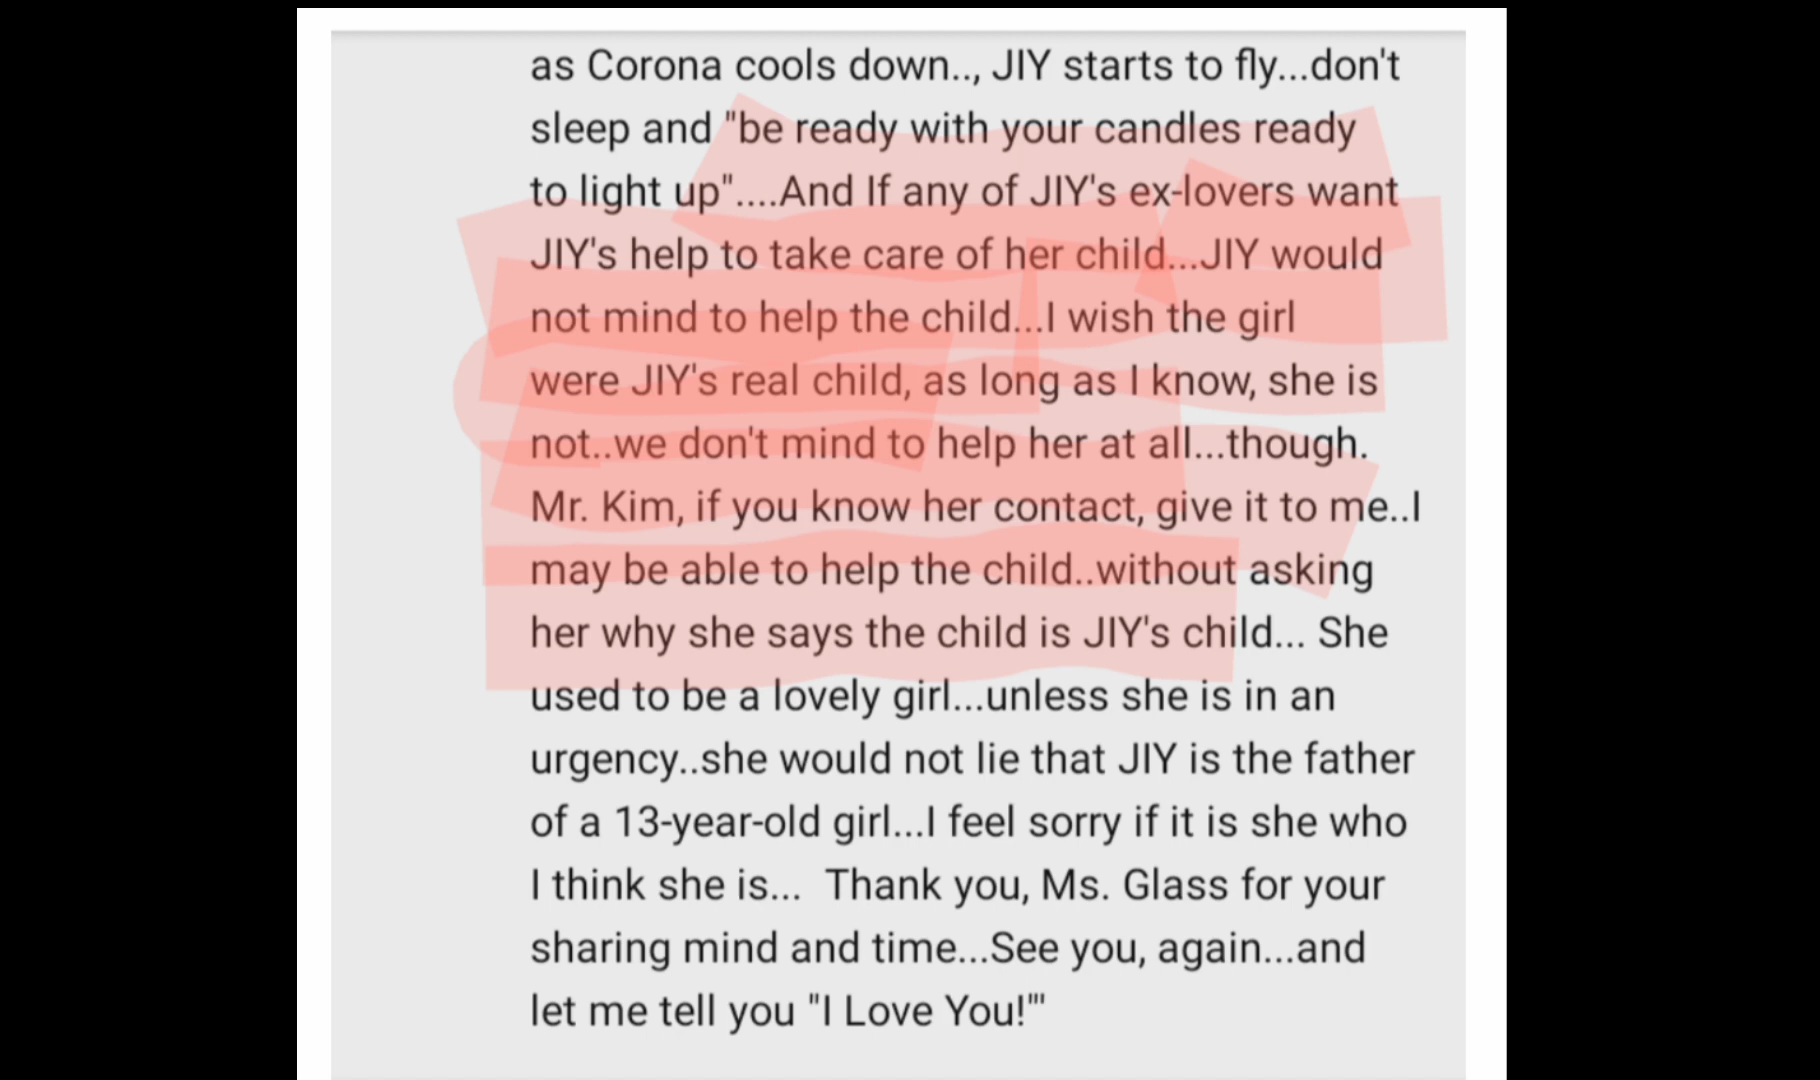 as Corona cools down.., JIY starts to fly...don't
sleep and "be ready with your candles ready
to light up"....And If any of JIY's ex-lovers want
JIY's help to take care of her child...JIY would
not mind to help the child...I wish the girl
were JIY's real child, as long as I know, she is
not..we don't mind to help her at all...though.
Mr. Kim, if you know her contact, give it to me..I
may be able to help the child..without asking
her why she says the child is JIY's child... She
used to be a lovely girl...unless she is in an
urgency..she would not lie that JIY is the father
of a 13-year-old girl...I feel sorry if it is she who
I think she is...  Thank you, Ms. Glass for your
sharing mind and time...See you, again...and
let me tell you "I Love You!'"